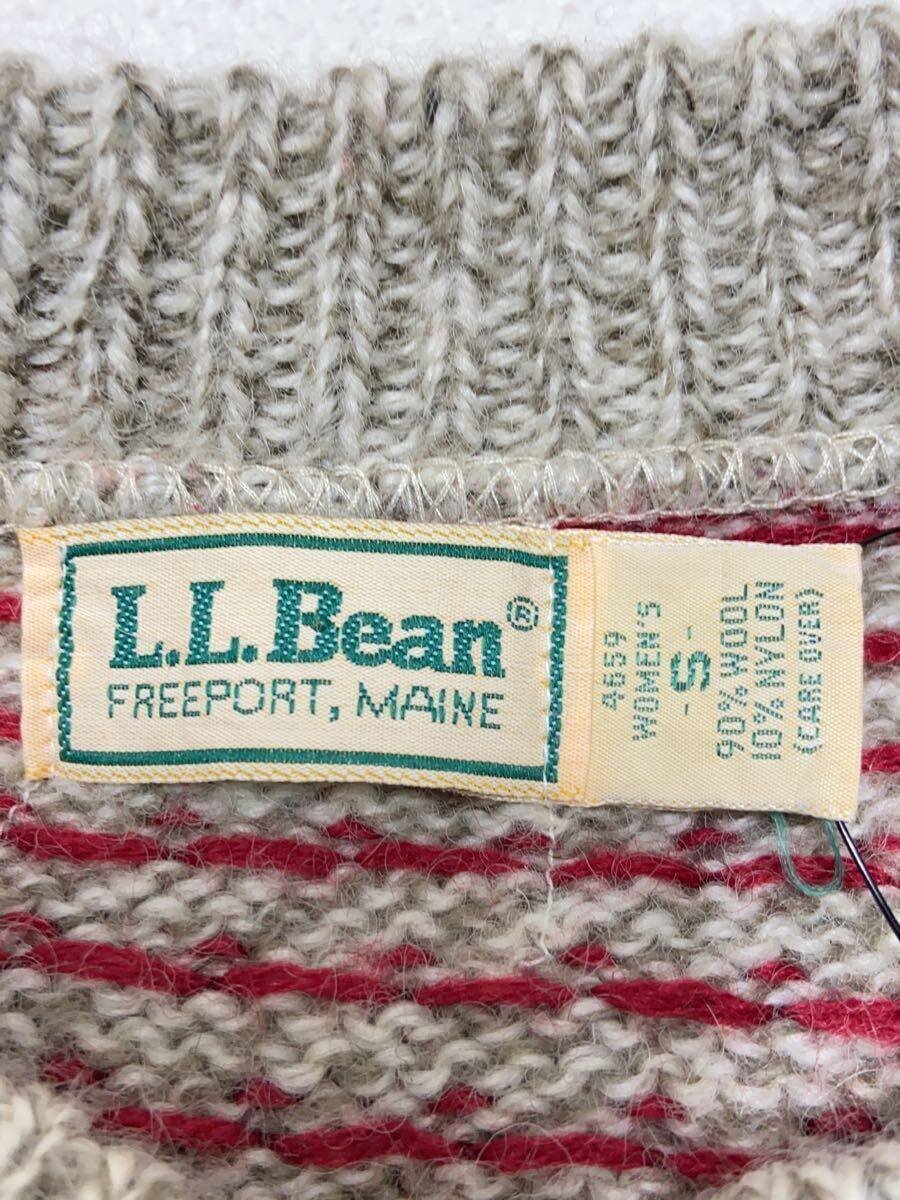 L.L.Bean®
FREEPORT, MAINE
4659
WOMEN'S
- S -
90% WOOL
10% NYLON
(CARE OVER)